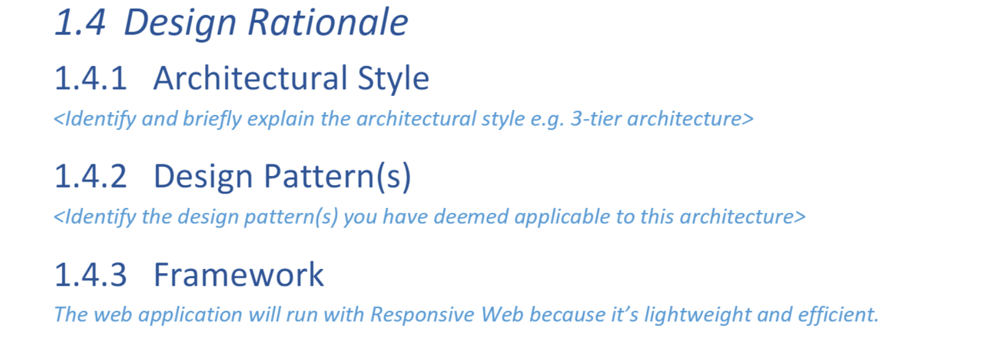 1.4 Design Rationale
1.4.1 Architectural Style
<Identify and briefly explain the architectural style e.g. 3-tier architecture>
1.4.2 Design Pattern(s)
<Identify the design pattern(s) you have deemed applicable to this architecture>
1.4.3 Framework
The web application will run with Responsive Web because it’s lightweight and efficient.